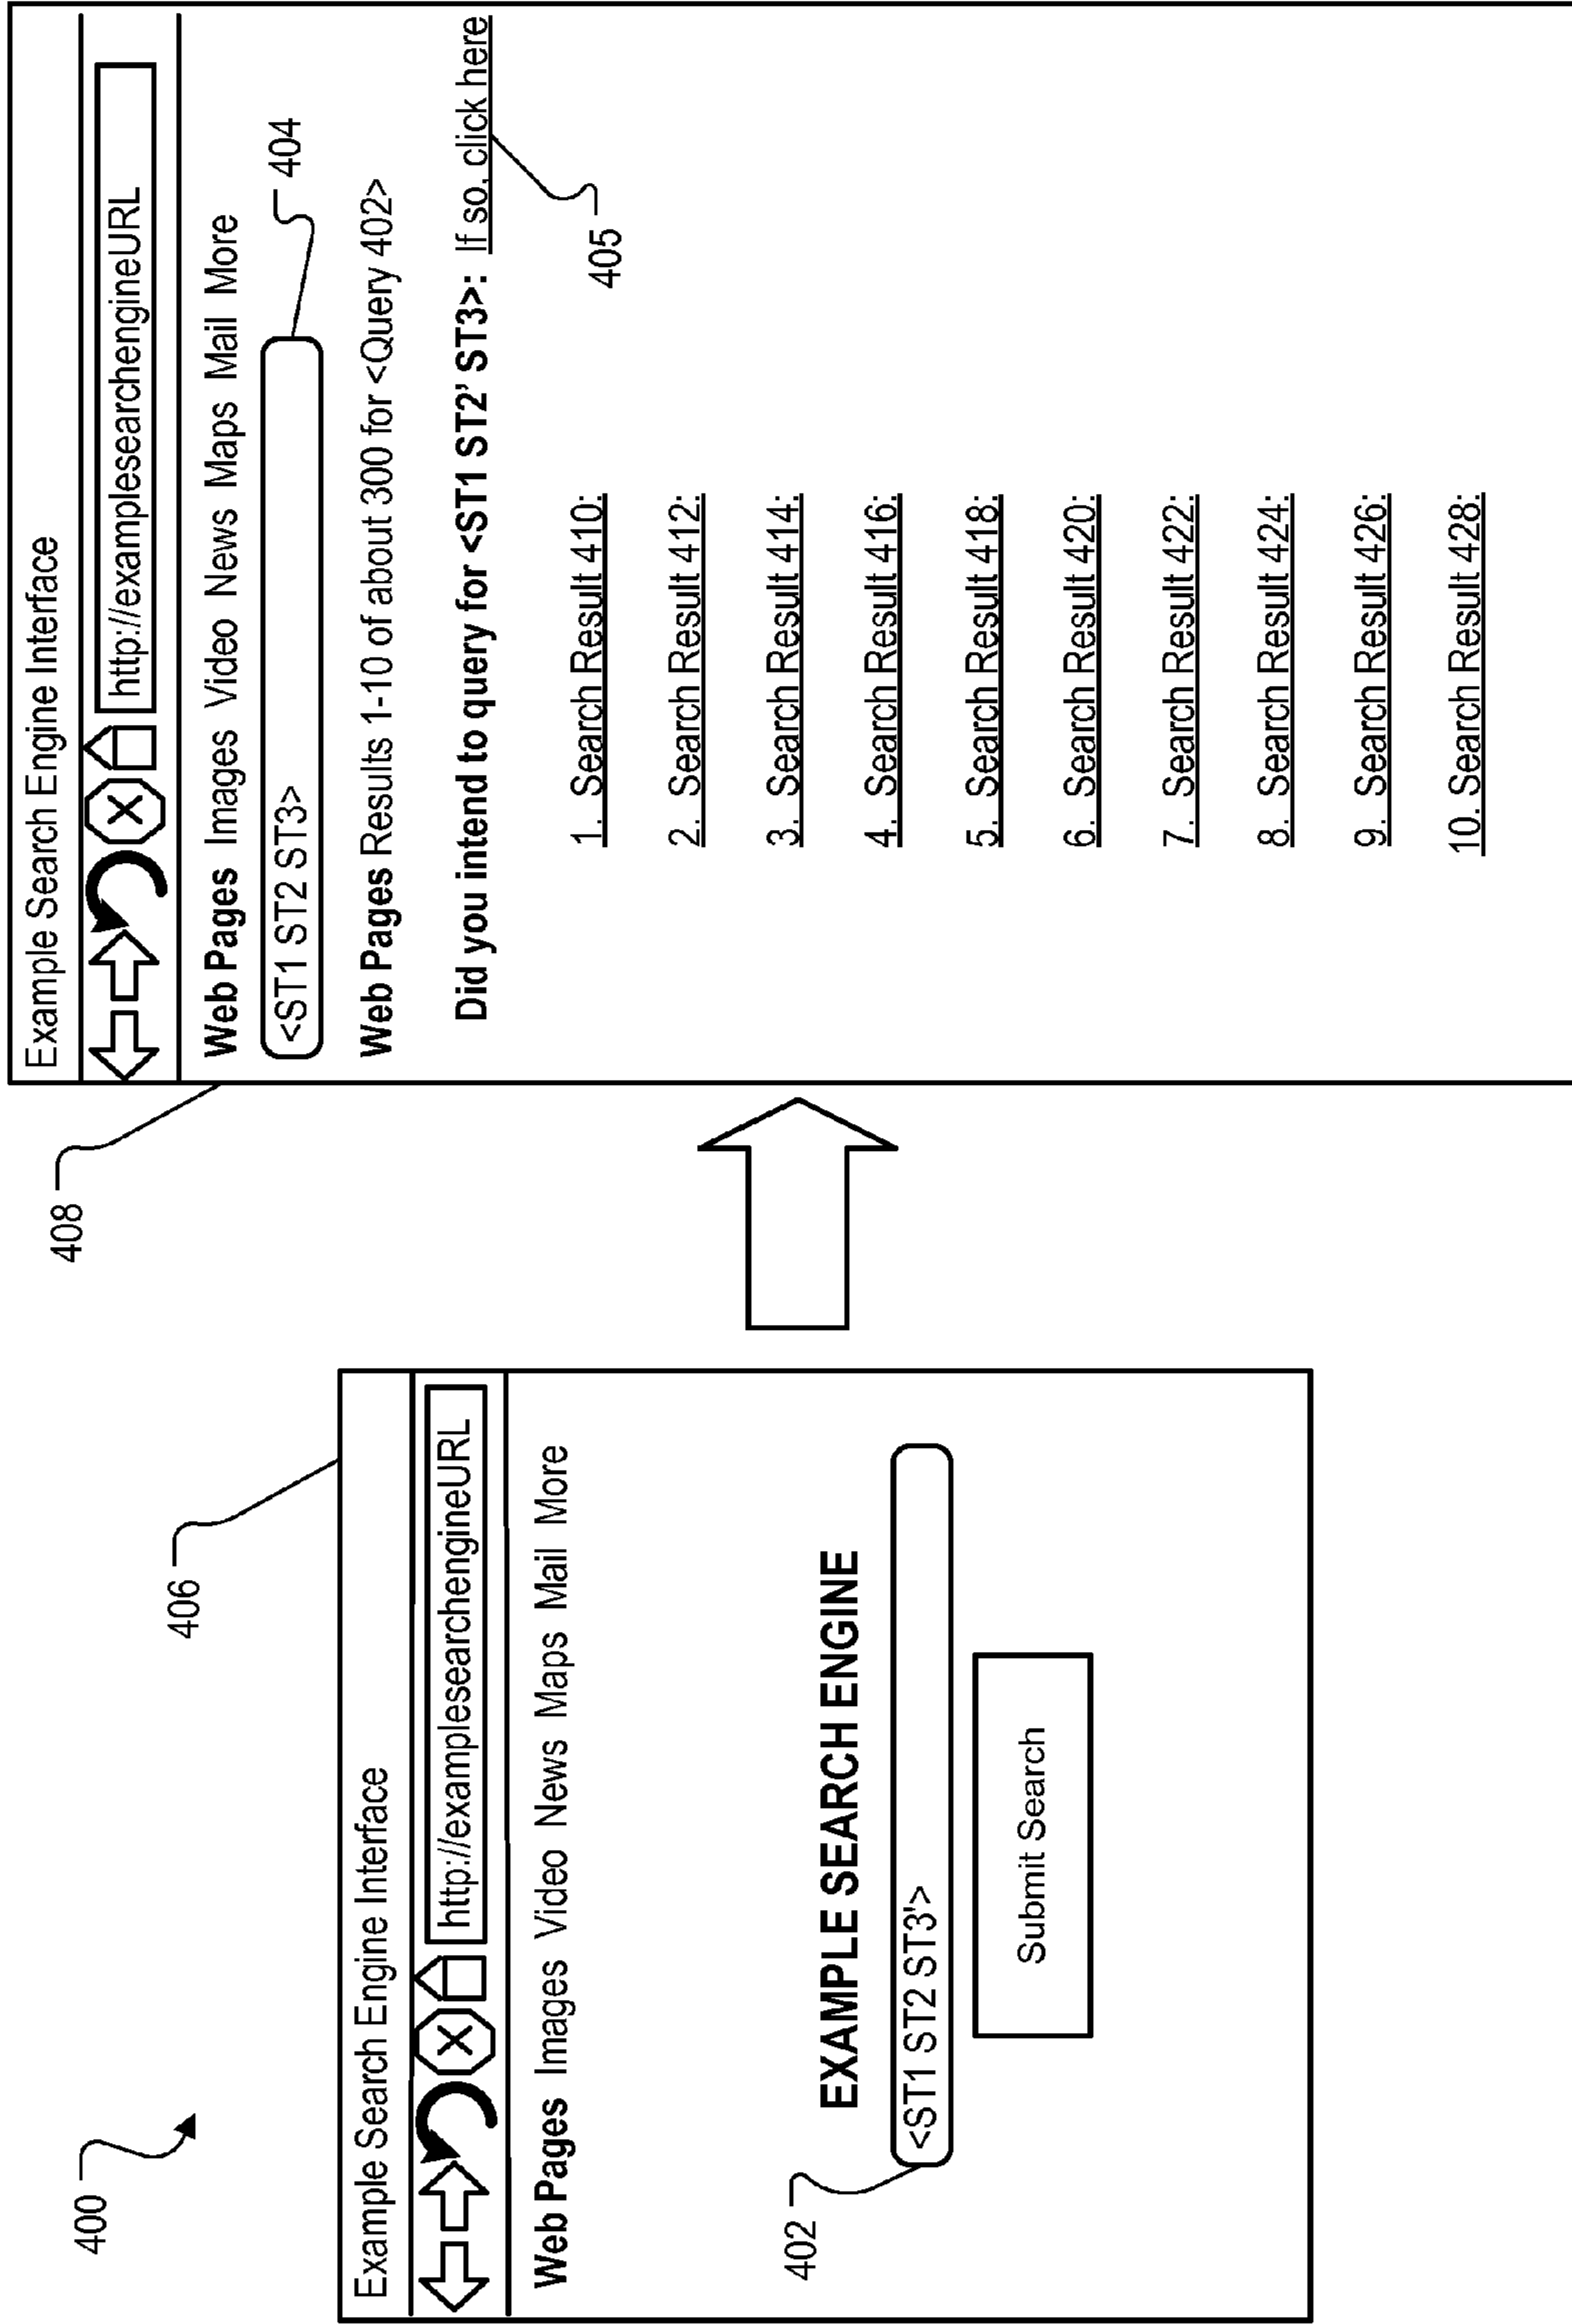 400
406
Example Search Engine Interface
http://examplesearchengineURL
Web Pages Images Video News Maps Mail More
EXAMPLE SEARCH ENGINE
402
<ST1 ST2 ST3'>
Submit Search
408
Example Search Engine Interface
http://examplesearchengineURL
Web Pages Images Video News Maps Mail More
<ST1 ST2 ST3>
404
Web Pages Results 1-10 of about 300 for <Query 402>
Did you intend to query for <ST1 ST2' ST3>: If so, click here
405
1. Search Result 410:
2. Search Result 412:
3. Search Result 414:
4. Search Result 416:
5. Search Result 418:
6. Search Result 420:
7. Search Result 422:
8. Search Result 424:
9. Search Result 426:
10. Search Result 428: